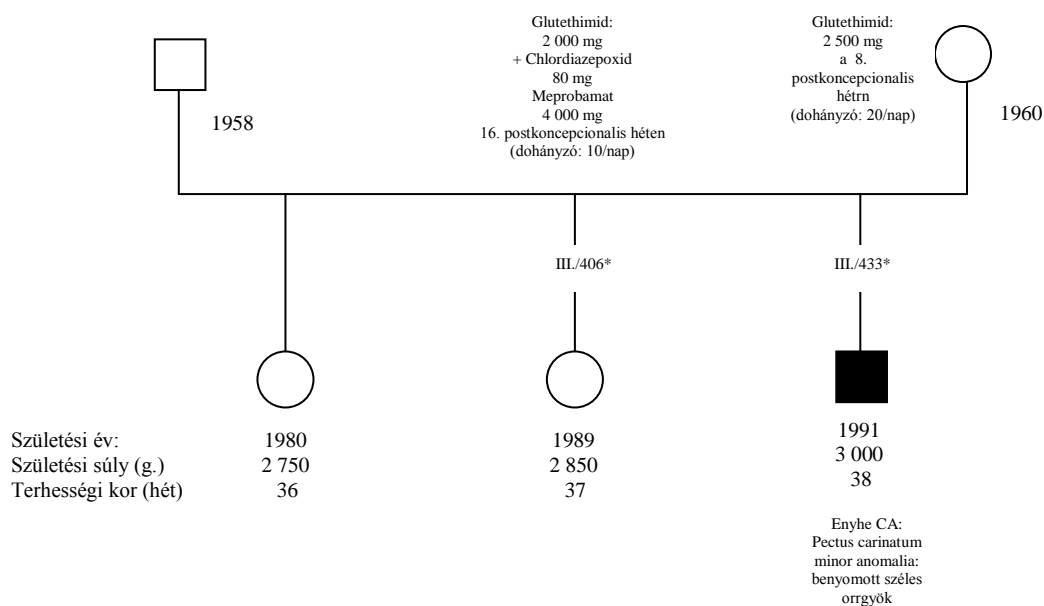 Glutethimid:
2 000 mg
+ Chlordiazepoxid
80 mg
Meprobamat
4 000 mg
16. postkoncepcionalis héten
(dohányzó: 10/nap)
Glutethimid:
2 500 mg
a 8.
postkoncepcionalis
hétrn
(dohányzó: 20/nap)
1958
1960
III./406*
III./433*
Születési év: 1980 1989 1991
Születési súly (g.) 2 750 2 850 3 000
Terhességi kor (hét) 36 37 38
Enyhe CA:
Pectus carinatum
minor anomalia:
benyomott széles
orrgyök